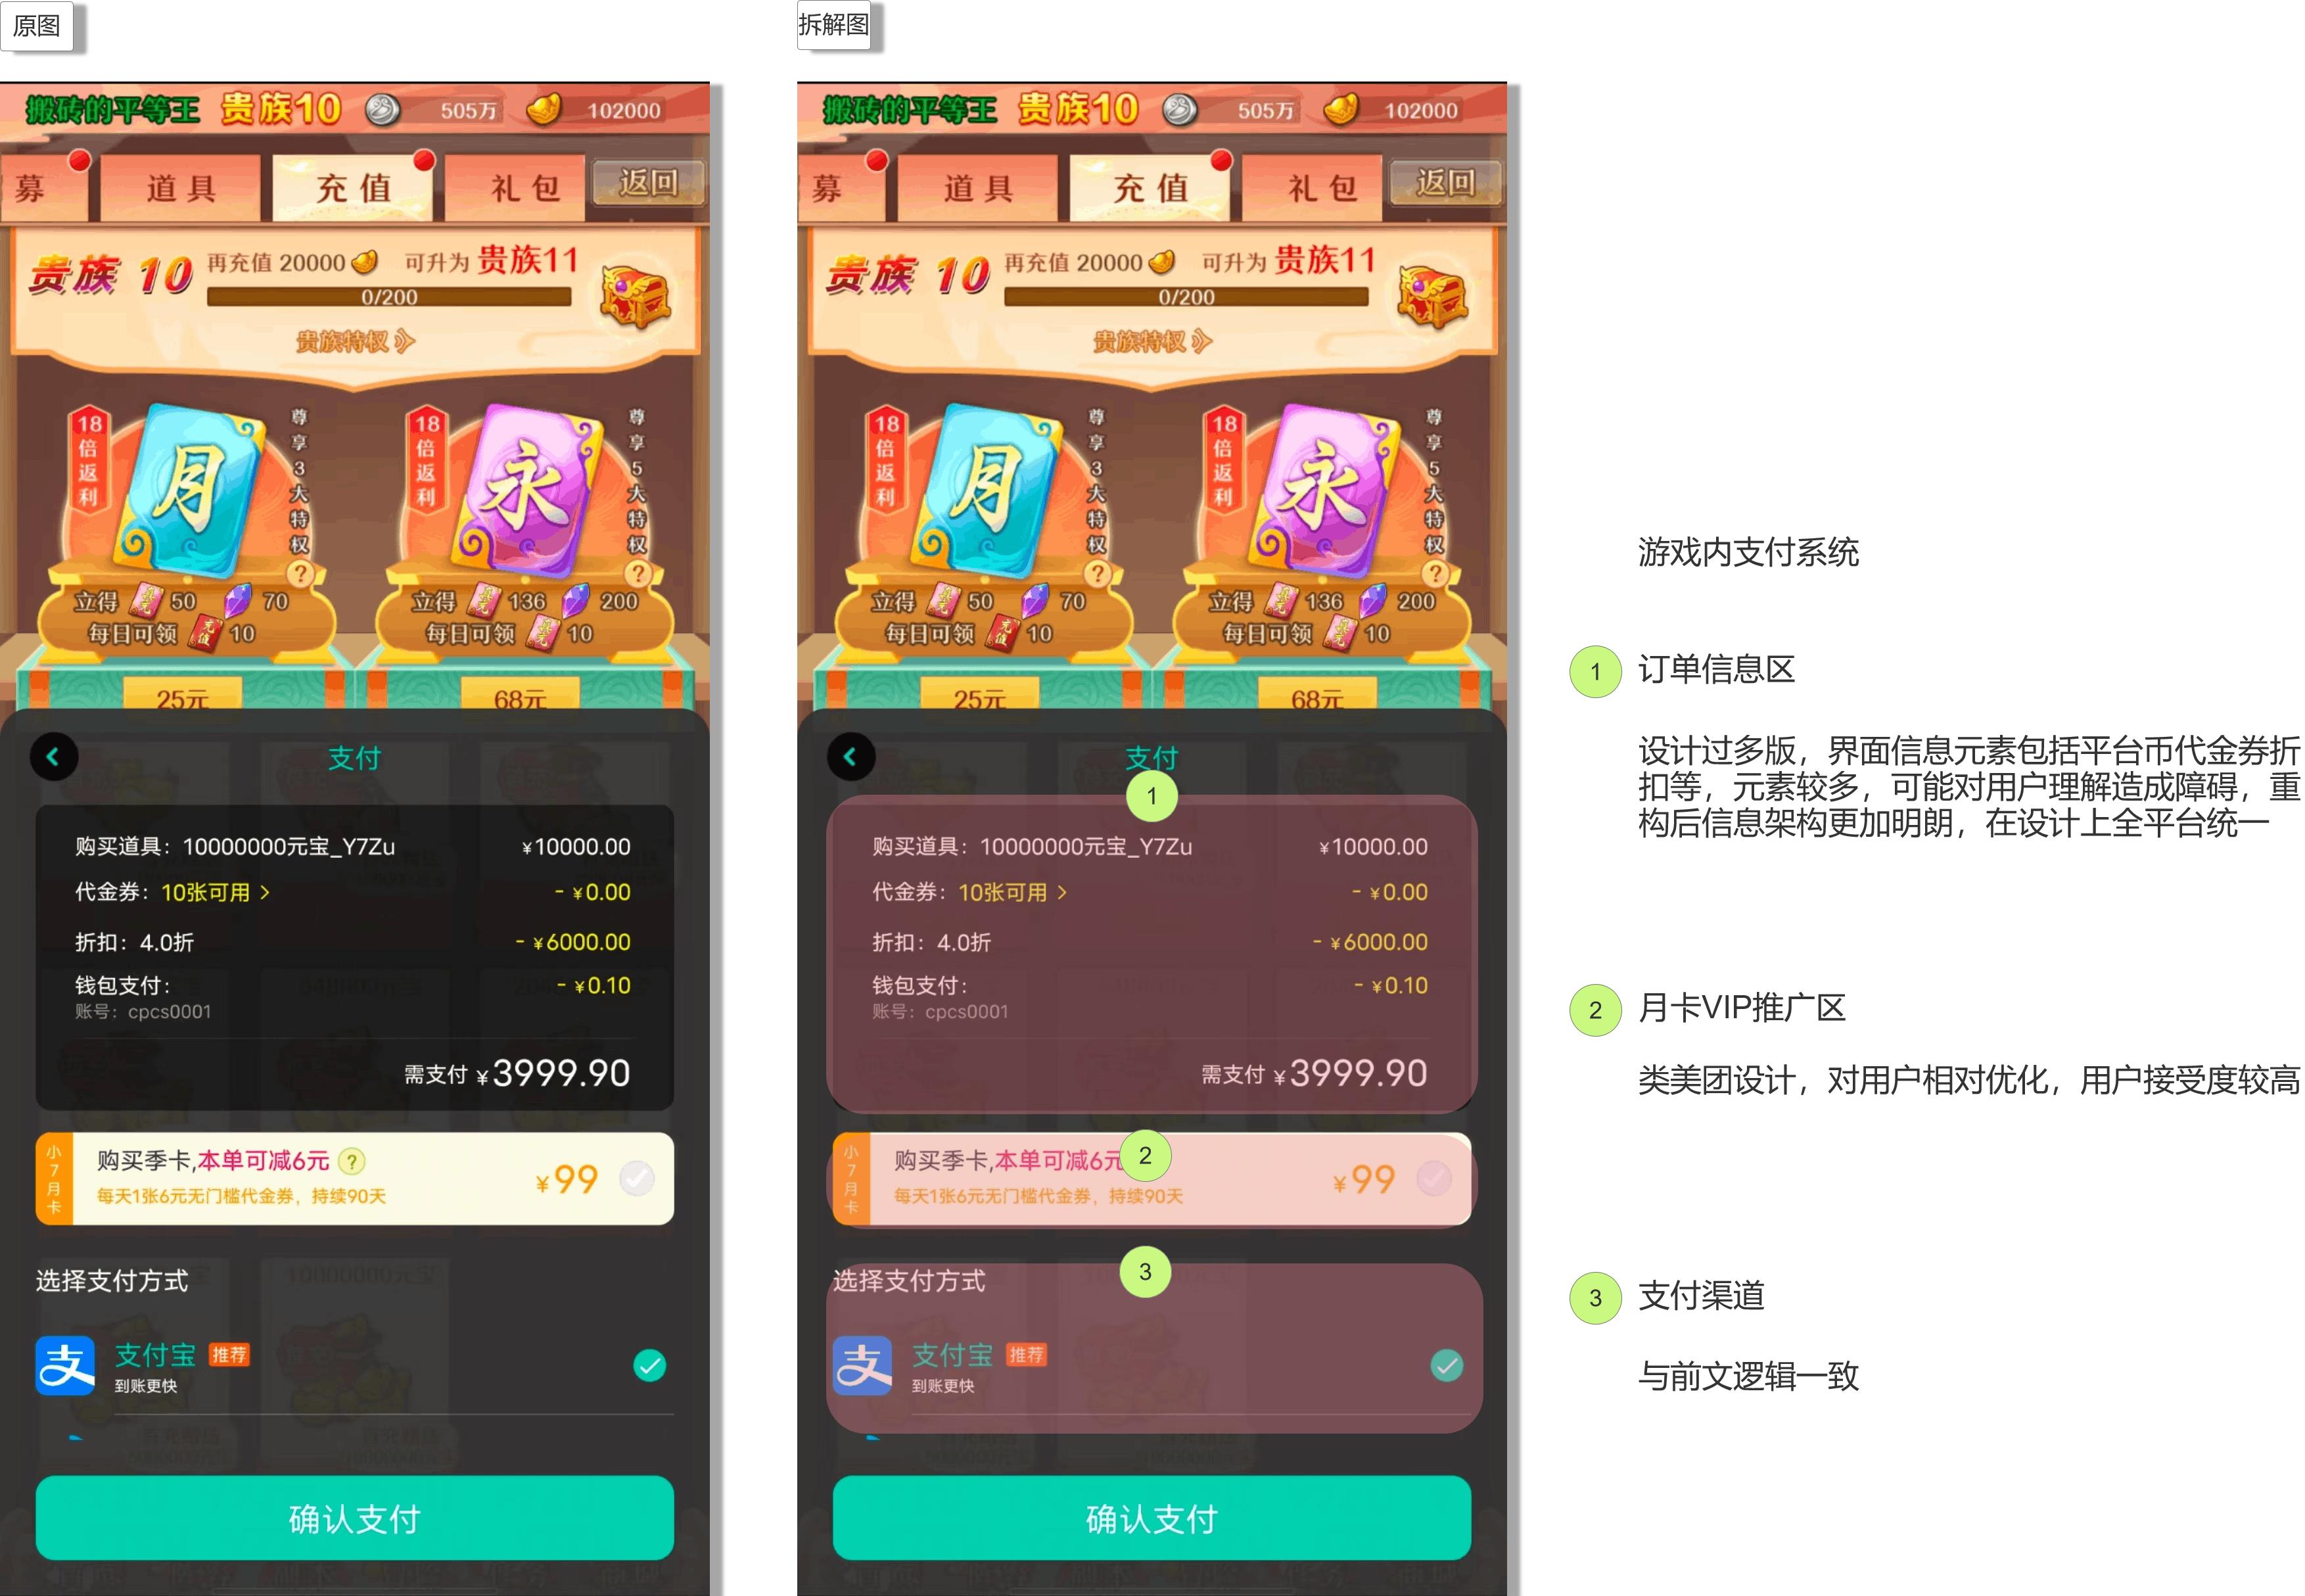 原图
搬砖的平等王 贵族10 505万 102000
募 道具 充值 礼包 返回
贵族 10 再充值 20000 可升为 贵族11
0/200
贵族特权
18倍返利 月 尊享3大特权 ?
18倍返利 永 尊享5大特权 ?
立得 50 70
每日可领 充值 10
立得 136 200
每日可领 10
25元 68元
支付
购买道具：10000000元宝_Y7Zu ¥10000.00
代金券：10张可用 > - ¥0.00
折扣：4.0折 - ¥6000.00
钱包支付： - ¥0.10
账号：cpcs0001
需支付 ¥3999.90
小7月卡
购买季卡,本单可减6元 ?
每天1张6元无门槛代金券，持续90天
¥99
选择支付方式
支 支付宝 推荐
到账更快
确认支付
拆解图
搬砖的平等王 贵族10 505万 102000
募 道具 充值 礼包 返回
贵族 10 再充值 20000 可升为 贵族11
0/200
贵族特权
18倍返利 月 尊享3大特权 ?
18倍返利 永 尊享5大特权 ?
立得 50 70
每日可领 充值 10
立得 136 200
每日可领 10
25元 68元
支付
1
购买道具：10000000元宝_Y7Zu ¥10000.00
代金券：10张可用 > - ¥0.00
折扣：4.0折 - ¥6000.00
钱包支付： - ¥0.10
账号：cpcs0001
需支付 ¥3999.90
2
小7月卡
购买季卡,本单可减6元
每天1张6元无门槛代金券，持续90天
¥99
3
选择支付方式
支 支付宝 推荐
到账更快
确认支付
游戏内支付系统
1 订单信息区
设计过多版，界面信息元素包括平台币代金券折
扣等，元素较多，可能对用户理解造成障碍，重
构后信息架构更加明朗，在设计上全平台统一
2 月卡VIP推广区
类美团设计，对用户相对优化，用户接受度较高
3 支付渠道
与前文逻辑一致